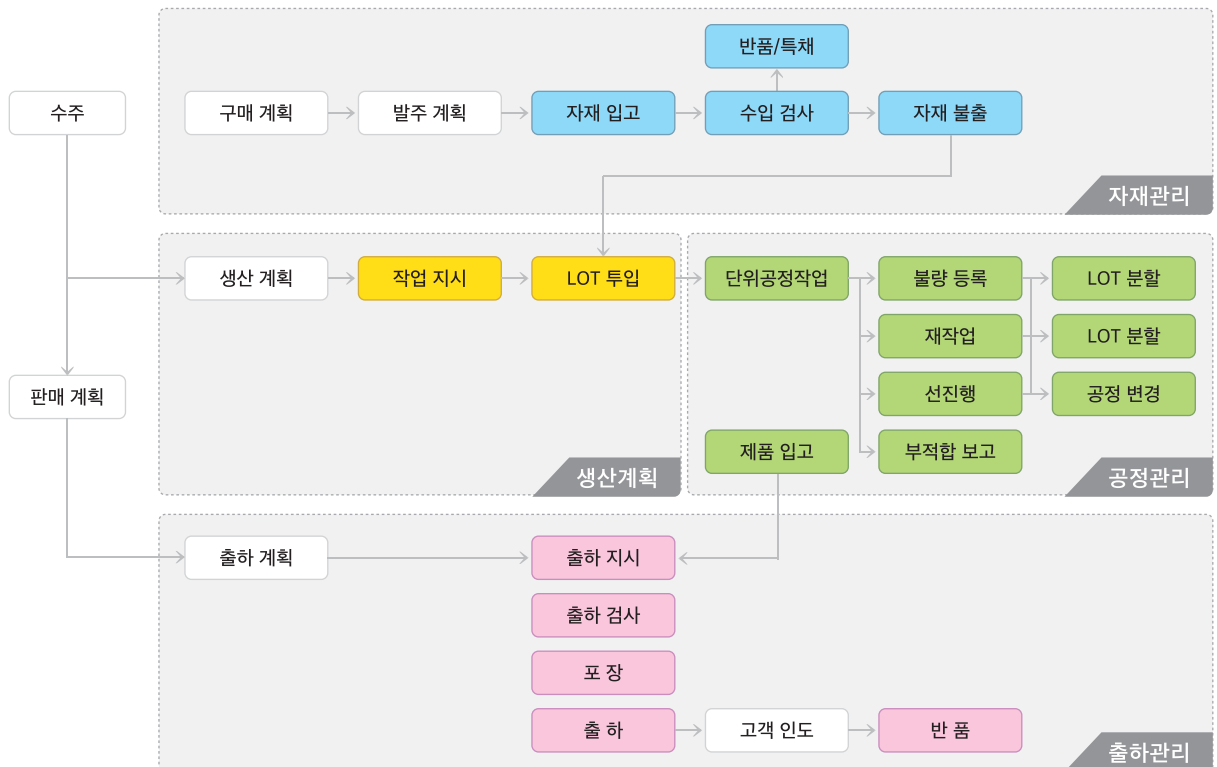 반품/특채
수주
구매 계획
발주 계획
자재 입고
수입 검사
자재 불출
자재관리
생산 계획
작업 지시
LOT 투입
단위공정작업
불량 등록
LOT 분할
재작업
LOT 분할
판매 계획
선진행
공정 변경
제품 입고
부적합 보고
생산계획
공정관리
출하 계획
출하 지시
출하 검사
포 장
출 하
고객 인도
반 품
출하관리